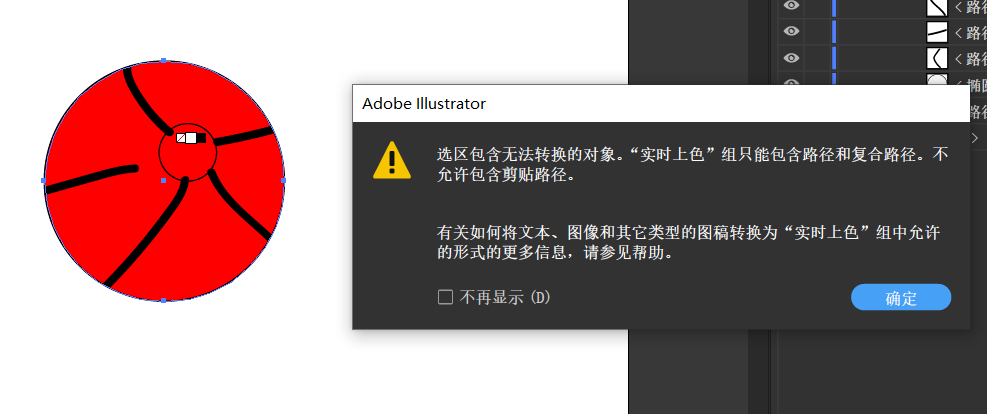 Adobe Illustrator
选区包含无法转换的对象。“实时上色”组只能包含路径和复合路径。不
允许包含剪贴路径。
有关如何将文本、图像和其它类型的图稿转换为“实时上色”组中允许
的形式的更多信息，请参见帮助。
不再显示 (D)
确定
<路径
<路径
<路径
<椭圆
路径
>